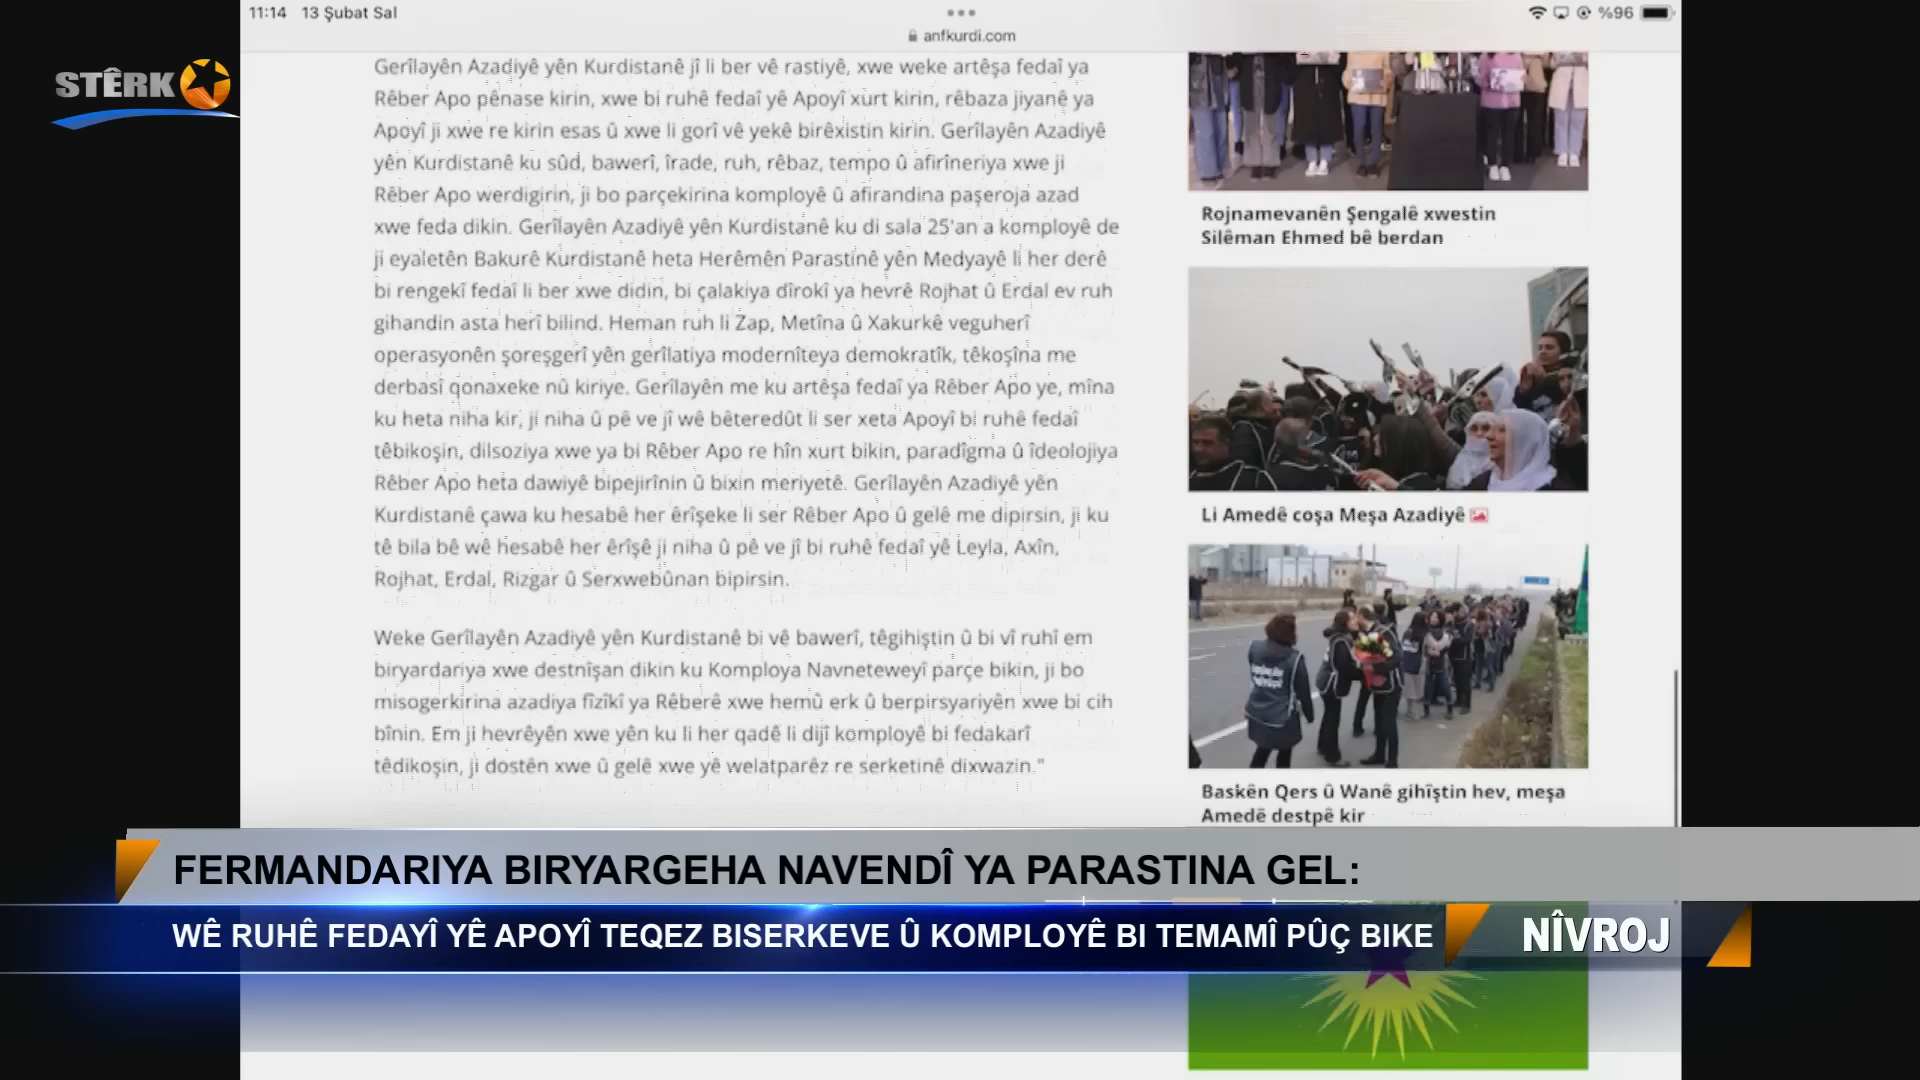 11:14 13 Şubat Sal
%96
anfkurdi.com
STÊRK
Gerîlayên Azadiyê yên Kurdistanê jî li ber vê rastiyê, xwe weke artêşa fedaî ya
Rêber Apo pênase kirin, xwe bi ruhê fedaî yê Apoyî xurt kirin, rêbaza jiyanê ya
Apoyî ji xwe re kirin esas û xwe li gorî vê yekê birêxistin kirin. Gerîlayên Azadiyê
yên Kurdistanê ku sûd, bawerî, îrade, ruh, rêbaz, tempo û afirîneriya xwe ji
Rêber Apo werdigirin, ji bo parçekirina komployê û afirandina paşeroja azad
xwe feda dikin. Gerîlayên Azadiyê yên Kurdistanê ku di sala 25'an a komployê de
ji eyaletên Bakurê Kurdistanê heta Herêmên Parastinê yên Medyayê li her derê
bi rengekî fedaî li ber xwe didin, bi çalakiya dîrokî ya hevrê Rojhat û Erdal ev ruh
gihandin asta herî bilind. Heman ruh li Zap, Metîna û Xakurkê veguherî
operasyonên şoreşgerî yên gerîlatiya modernîteya demokratîk, têkoşîna me
derbasî qonaxeke nû kiriye. Gerîlayên me ku artêşa fedaî ya Rêber Apo ye, mîna
ku heta niha kir, ji niha û pê ve jî wê bêteredût li ser xeta Apoyî bi ruhê fedaî
têbikoşin, dilsoziya xwe ya bi Rêber Apo re hîn xurt bikin, paradîgma û îdeolojiya
Rêber Apo heta dawiyê bipejirînin û bixin meriyetê. Gerîlayên Azadiyê yên
Kurdistanê çawa ku hesabê her êrîşeke li ser Rêber Apo û gelê me dipirsin, ji ku
tê bila bê wê hesabê her êrîşê ji niha û pê ve jî bi ruhê fedaî yê Leyla, Axîn,
Rojhat, Erdal, Rizgar û Serxwebûnan bipirsin.
Weke Gerîlayên Azadiyê yên Kurdistanê bi vê bawerî, têgihiştin û bi vî ruhî em
biryardariya xwe destnîşan dikin ku Komploya Navneteweyî parçe bikin, ji bo
misogerkirina azadiya fîzîkî ya Rêberê xwe hemû erk û berpirsyariyên xwe bi cih
bînin. Em ji hevrêyên xwe yên ku li her qadê li dijî komployê bi fedakarî
têdikoşin, ji dostên xwe û gelê xwe yê welatparêz re serketinê dixwazin."
Rojnamevanên Şengalê xwestin
Silêman Ehmed bê berdan
Li Amedê coşa Meşa Azadiyê
Baskên Qers û Wanê gihîştin hev, meşa
Amedê destpê kir
FERMANDARIYA BIRYARGEHA NAVENDÎ YA PARASTINA GEL:
WÊ RUHÊ FEDAYÎ YÊ APOYÎ TEQEZ BISERKEVE Û KOMPLOYÊ BI TEMAMÎ PÛÇ BIKE
NÎVROJ